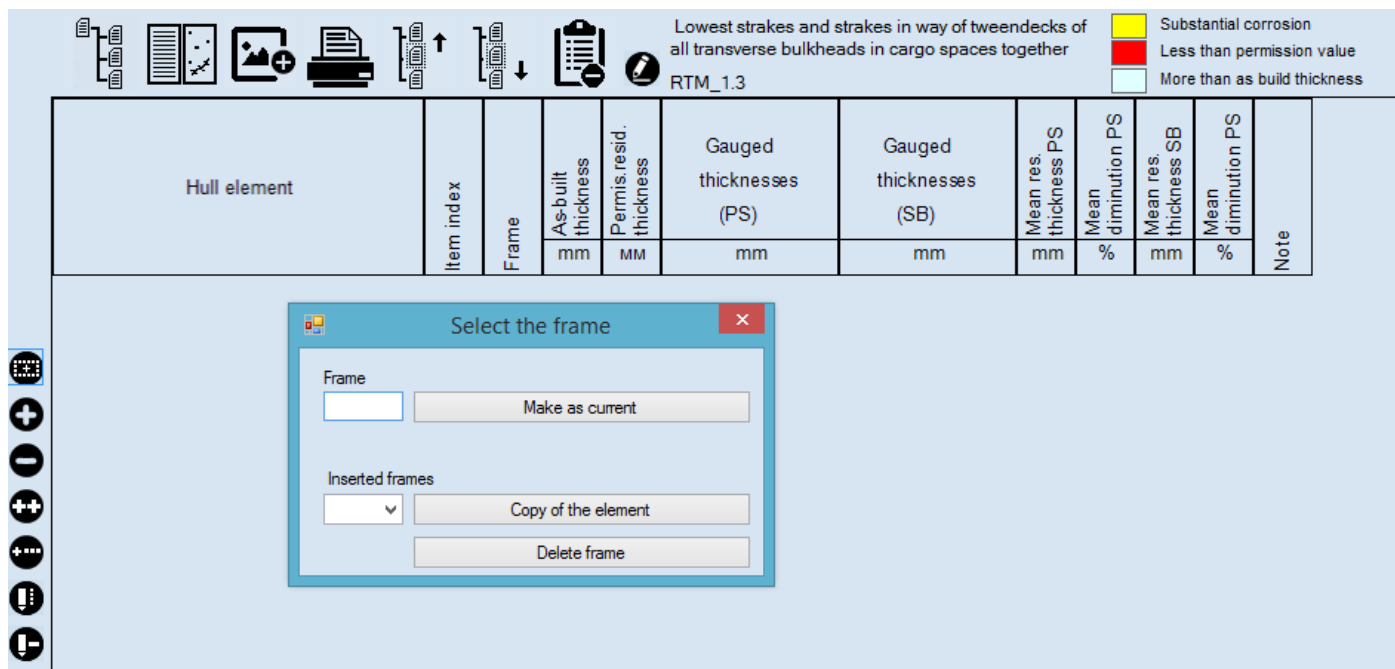 Lowest strakes and strakes in way of tweendecks of
all transverse bulkheads in cargo spaces together
RTM_1.3
Substantial corrosion
Less than permission value
More than as build thickness
Hull element
Item index
Frame
As-built
thickness
mm
Permis.resid.
thickness
мм
Gauged
thicknesses
(PS)
mm
Gauged
thicknesses
(SB)
mm
Mean res.
thickness PS
mm
Mean
diminution PS
%
Mean res.
thickness SB
mm
Mean
diminution PS
%
Note
Select the frame
Frame
Make as current
Inserted frames
Copy of the element
Delete frame